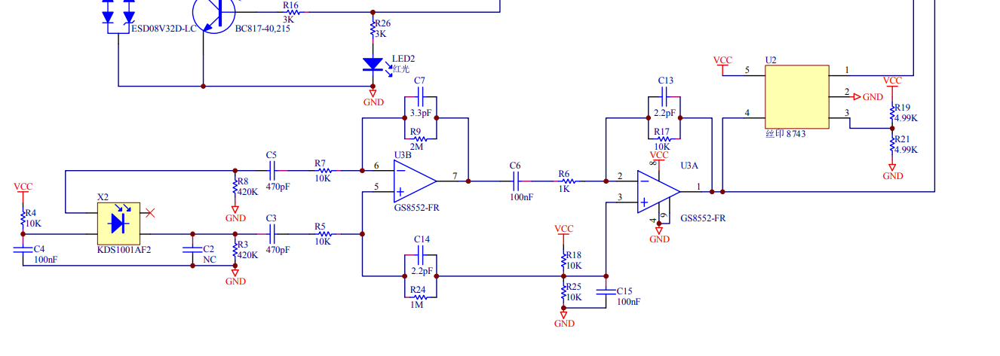 R16
3K
ESD08V32D-LC
BC817-40,215
R26
3K
LED2
红光
GND
C7
3.3pF
R9
2M
U3B
6
5
7
GS8552-FR
C5
470pF
R7
10K
R8
420K
GND
VCC
R4
10K
X2
KDS1001AF2
C4
100nF
C2
NC
R3
420K
GND
C3
470pF
R5
10K
C14
2.2pF
R24
1M
C6
100nF
R6
1K
C13
2.2pF
R17
10K
VCC
8
U3A
2
3
1
4
9
GS8552-FR
GND
VCC
R18
10K
R25
10K
GND
C15
100nF
VCC
5
4
U2
1
2
3
GND
丝印 8743
VCC
R19
4.99K
R21
4.99K
GND